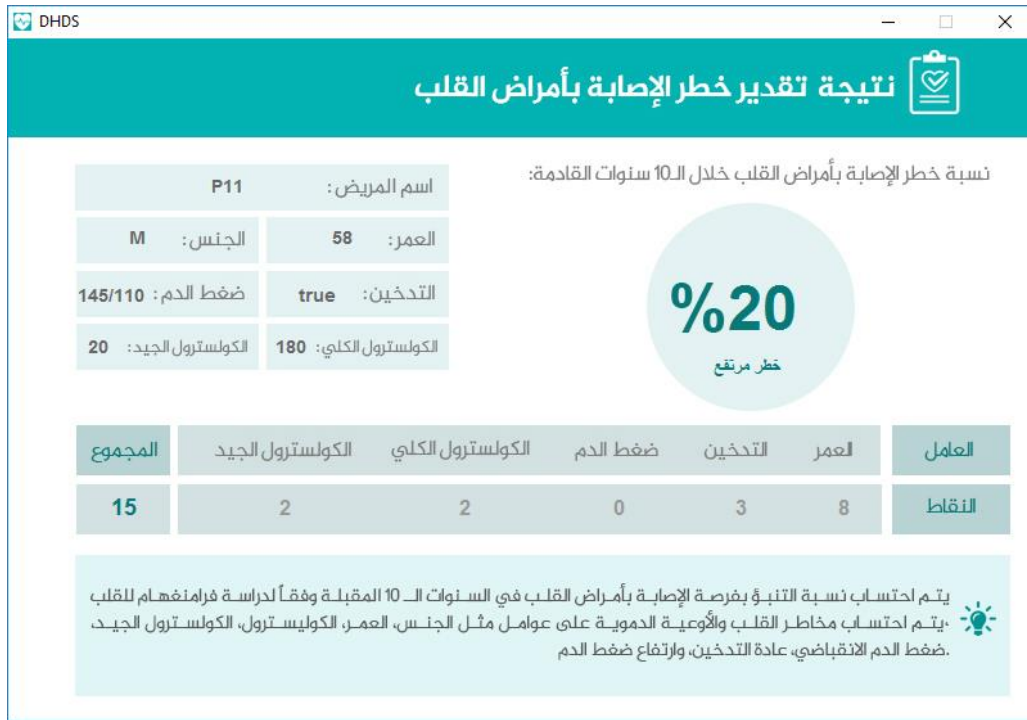 DHDS
نتيجة تقدير خطر الإصابة بأمراض القلب
نسبة خطر الإصابة بأمراض القلب خلال الـ10 سنوات القادمة:
%20
خطر مرتفع
اسم المريض: P11
العمر: 58 الجنس: M
التدخين: true ضغط الدم: 145/110
الكولسترول الكلي: 180 الكولسترول الجيد: 20
العامل العمر التدخين ضغط الدم الكولسترول الكلي الكولسترول الجيد المجموع
النقاط 8 3 0 2 2 15
يتم احتساب نسبة التنبؤ بفرصة الإصابة بأمراض القلب في السنوات الـ 10 المقبلة وفقاً لدراسة فرامنغهام للقلب
،يتم احتساب مخاطر القلب والأوعية الدموية على عوامل مثل الجنس، العمر، الكوليسترول، الكولسترول الجيد،
.ضغط الدم الانقباضي، عادة التدخين، وارتفاع ضغط الدم